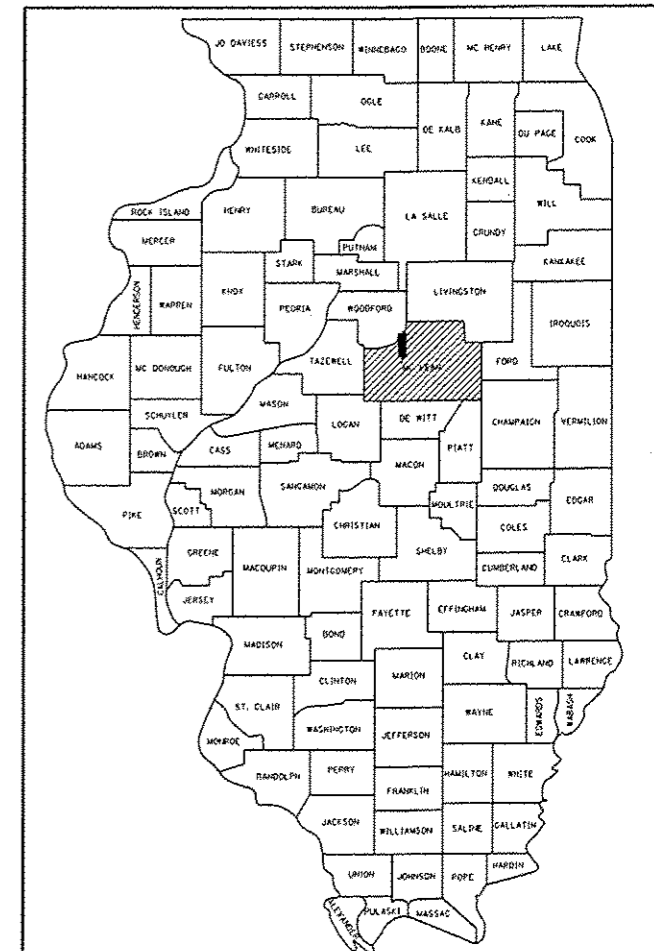 JO DAVIESS STEPHENSON WINNEBAGO BOONE MC HENRY LAKE
CARROLL OGLE DE KALB KANE DU PAGE COOK
WHITESIDE LEE KENDALL WILL
ROCK ISLAND HENRY BUREAU LA SALLE GRUNDY
MERCER PUTNAM KANKAKEE
STARK MARSHALL LIVINGSTON
HENDERSON WARREN KNOX PEORIA WOODFORD IROQUOIS
HANCOCK MC DONOUGH FULTON TAZEWELL MC LEAN FORD
SCHUYLER MASON LOGAN DE WITT CHAMPAIGN VERMILION
ADAMS BROWN CASS MENARD MACON PIATT
PIKE SCOTT MORGAN SANGAMON CHRISTIAN MOULTRIE DOUGLAS EDGAR
COLES
CALHOUN GREENE MACOUPIN MONTGOMERY SHELBY CUMBERLAND CLARK
JERSEY FAYETTE EFFINGHAM JASPER CRAWFORD
MADISON BOND CLAY RICHLAND LAWRENCE
CLINTON MARION
ST. CLAIR WAYNE EDWARDS WABASH
MONROE WASHINGTON JEFFERSON
RANDOLPH PERRY HAMILTON WHITE
FRANKLIN
JACKSON WILLIAMSON SALINE GALLATIN
UNION JOHNSON POPE HARDIN
ALEXANDER PULASKI MASSAC